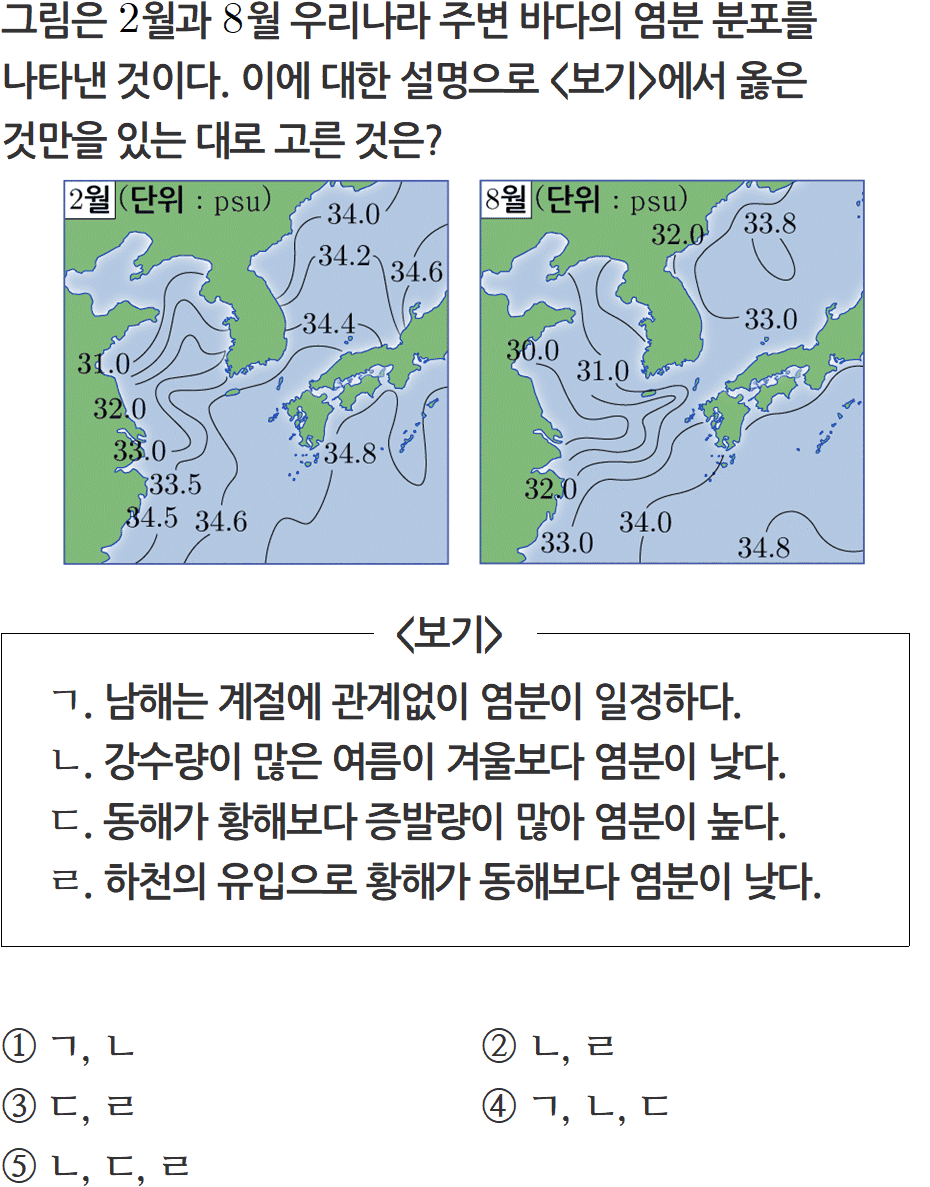 그림은 2월과 8월 우리나라 주변 바다의 염분 분포를
나타낸 것이다. 이에 대한 설명으로 <보기>에서 옳은
것만을 있는 대로 고른 것은?
2월 (단위 : psu)
34.0
34.2
34.6
34.4
31.0
32.0
33.0
33.5
34.5
34.6
34.8
8월 (단위 : psu)
32.0
33.8
33.0
30.0
31.0
32.0
33.0
34.0
34.8
<보기>
ㄱ. 남해는 계절에 관계없이 염분이 일정하다.
ㄴ. 강수량이 많은 여름이 겨울보다 염분이 낮다.
ㄷ. 동해가 황해보다 증발량이 많아 염분이 높다.
ㄹ. 하천의 유입으로 황해가 동해보다 염분이 낮다.
① ㄱ, ㄴ
② ㄴ, ㄹ
③ ㄷ, ㄹ
④ ㄱ, ㄴ, ㄷ
⑤ ㄴ, ㄷ, ㄹ